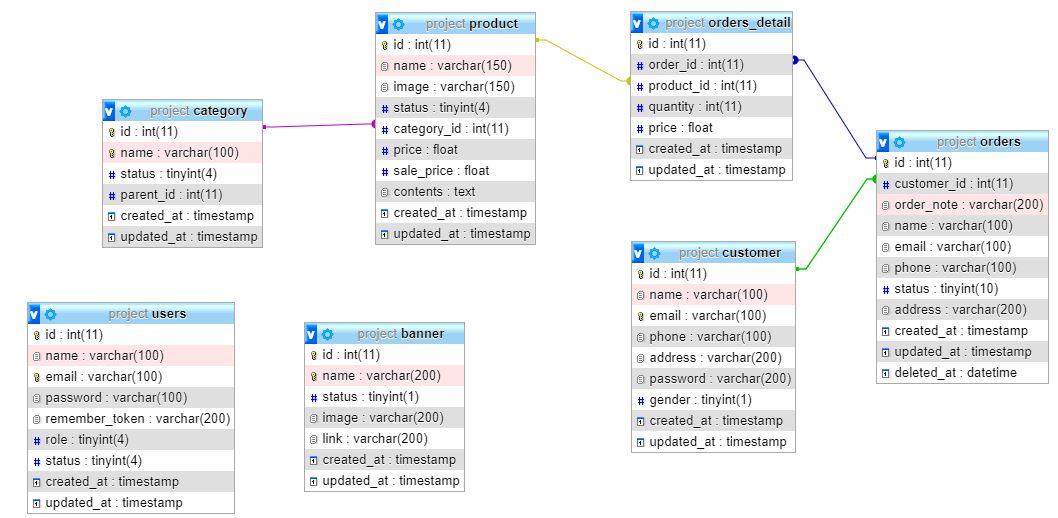 project category
id : int(11)
name : varchar(100)
status : tinyint(4)
parent_id : int(11)
created_at : timestamp
updated_at : timestamp
project product
id : int(11)
name : varchar(150)
image : varchar(150)
status : tinyint(4)
category_id : int(11)
price : float
sale_price : float
contents : text
created_at : timestamp
updated_at : timestamp
project orders_detail
id : int(11)
order_id : int(11)
product_id : int(11)
quantity : int(11)
price : float
created_at : timestamp
updated_at : timestamp
project orders
id : int(11)
customer_id : int(11)
order_note : varchar(200)
name : varchar(100)
email : varchar(100)
phone : varchar(100)
status : tinyint(10)
address : varchar(200)
created_at : timestamp
updated_at : timestamp
deleted_at : datetime
project users
id : int(11)
name : varchar(100)
email : varchar(100)
password : varchar(100)
remember_token : varchar(200)
role : tinyint(4)
status : tinyint(4)
created_at : timestamp
updated_at : timestamp
project banner
id : int(11)
name : varchar(200)
status : tinyint(1)
image : varchar(200)
link : varchar(200)
created_at : timestamp
updated_at : timestamp
project customer
id : int(11)
name : varchar(100)
email : varchar(100)
phone : varchar(100)
address : varchar(200)
password : varchar(200)
gender : tinyint(1)
created_at : timestamp
updated_at : timestamp